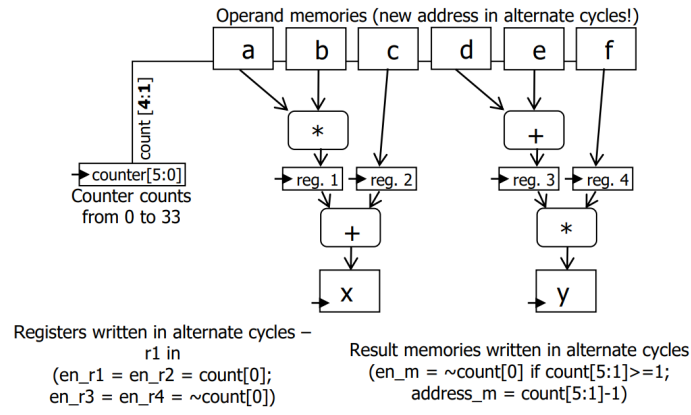 Operand memories (new address in alternate cycles!)
a b c d e f
count [4:1]
* +
counter[5:0]
reg. 1 reg. 2 reg. 3 reg. 4
Counter counts
from 0 to 33
+ *
x y
Registers written in alternate cycles –
r1 in
(en_r1 = en_r2 = count[0];
en_r3 = en_r4 = ~count[0])
Result memories written in alternate cycles
(en_m = ~count[0] if count[5:1]>=1;
address_m = count[5:1]-1)